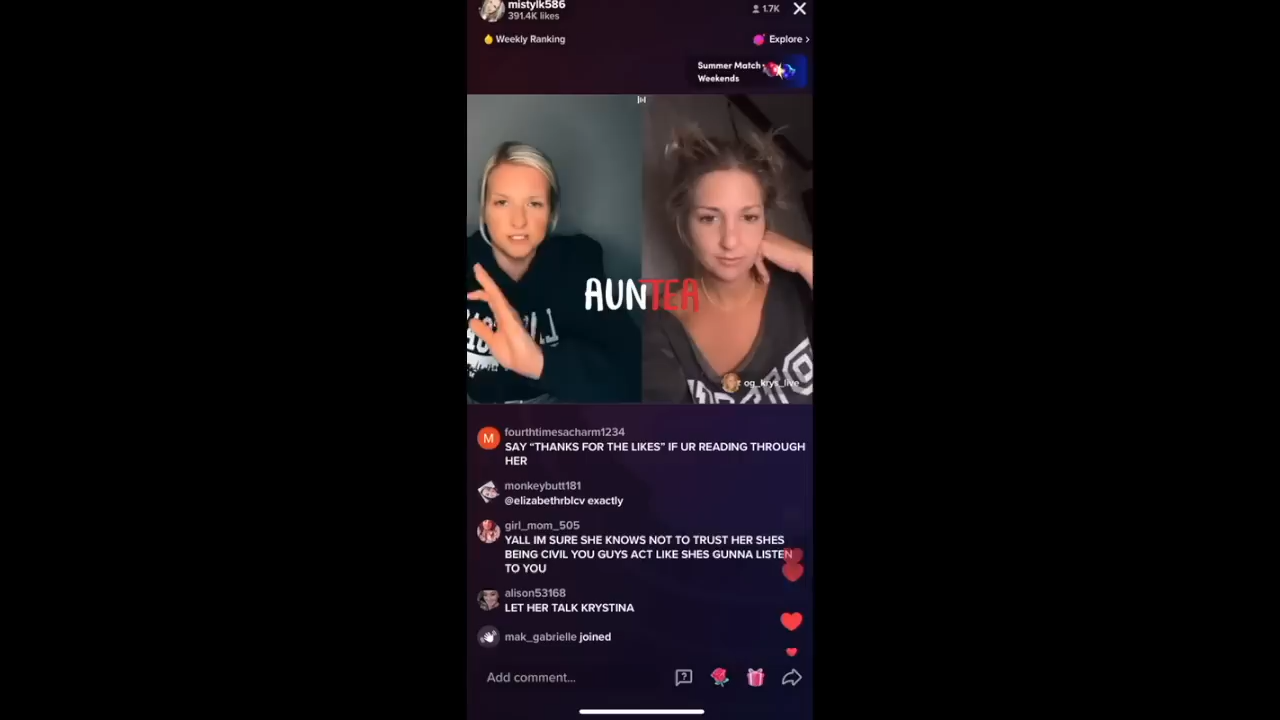 mistylk586
391.4K likes
1.7K
Weekly Ranking
Explore >
Summer Match
Weekends
AUNTEA
og_krys_live
fourthtimesacharm1234
M
SAY “THANKS FOR THE LIKES” IF UR READING THROUGH
HER
monkeybutt181
@elizabethrblcv exactly
girl_mom_505
YALL IM SURE SHE KNOWS NOT TO TRUST HER SHES
BEING CIVIL YOU GUYS ACT LIKE SHES GUNNA LISTEN
TO YOU
alison53168
LET HER TALK KRYSTINA
mak_gabrielle joined
Add comment...